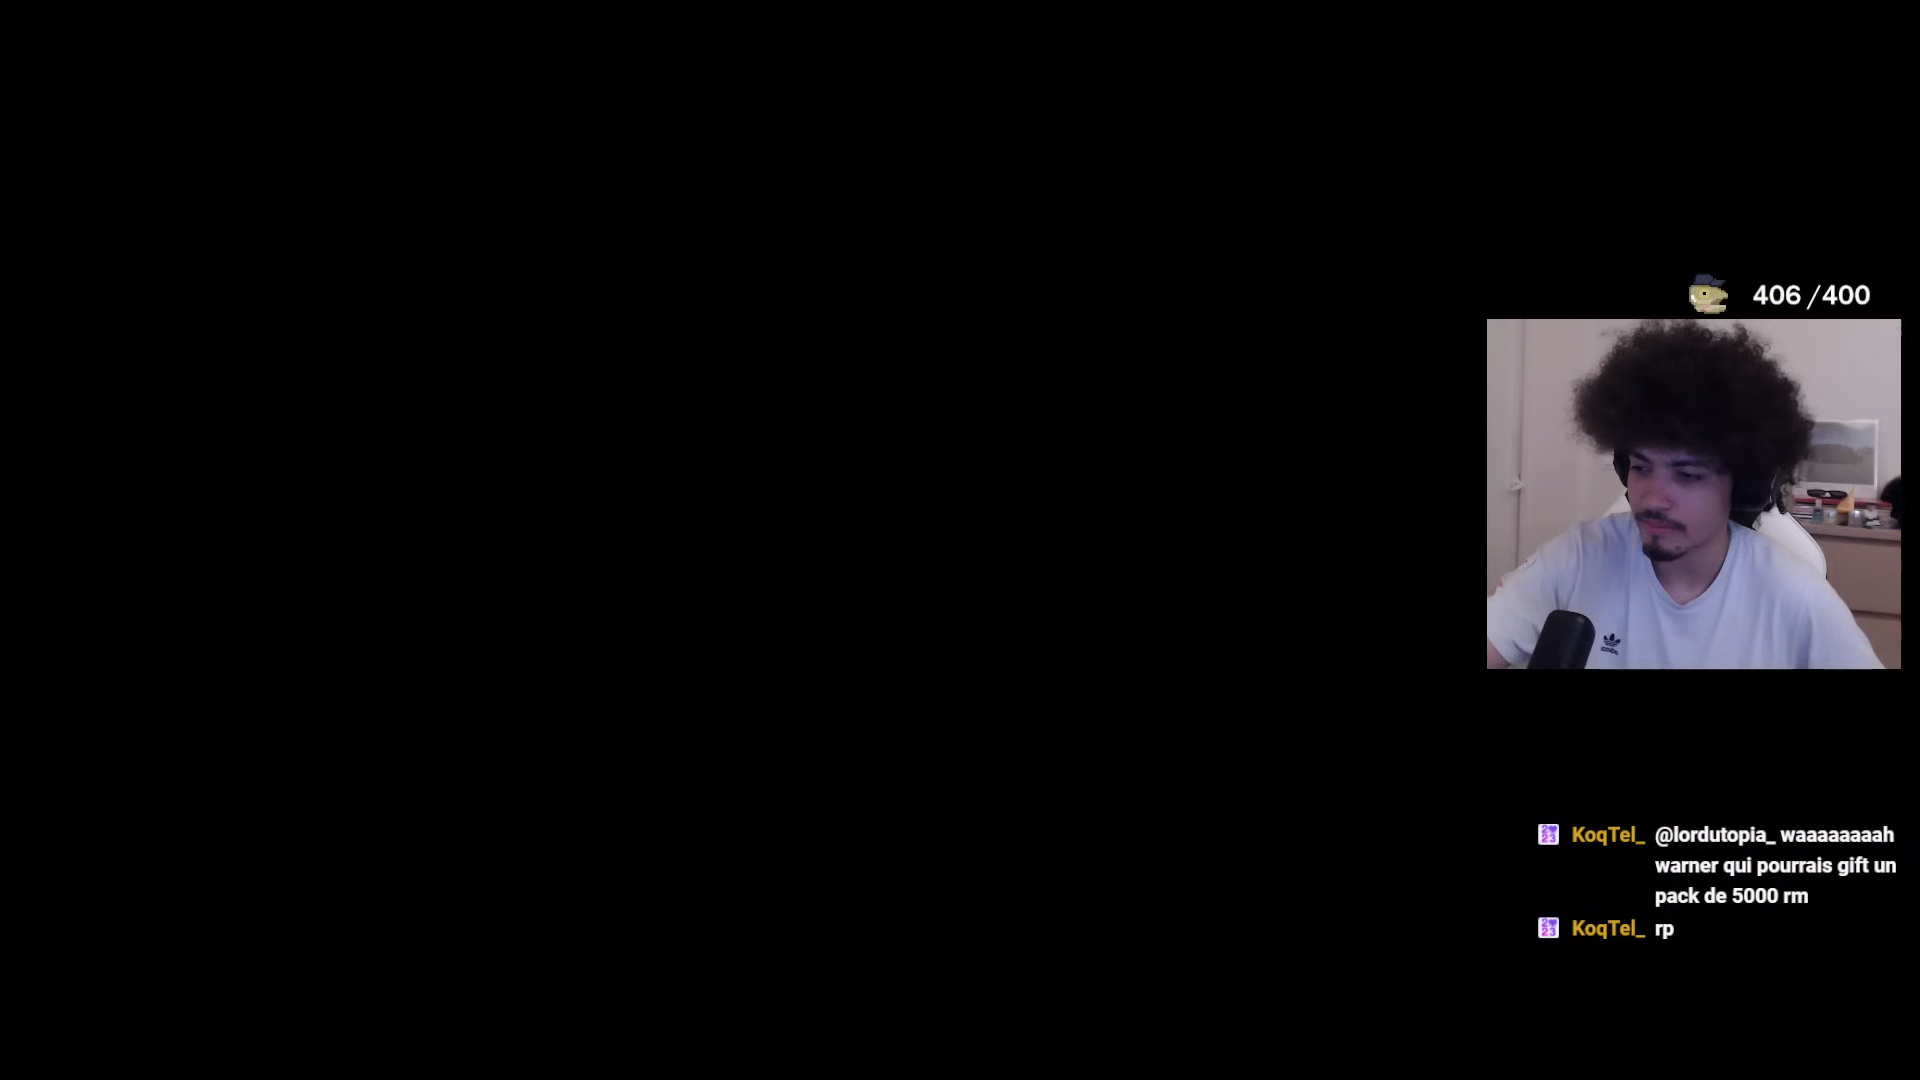 406 /400
KoqTel_ @lordutopia_ waaaaaaaah
warner qui pourrais gift un
pack de 5000 rm
KoqTel_ rp